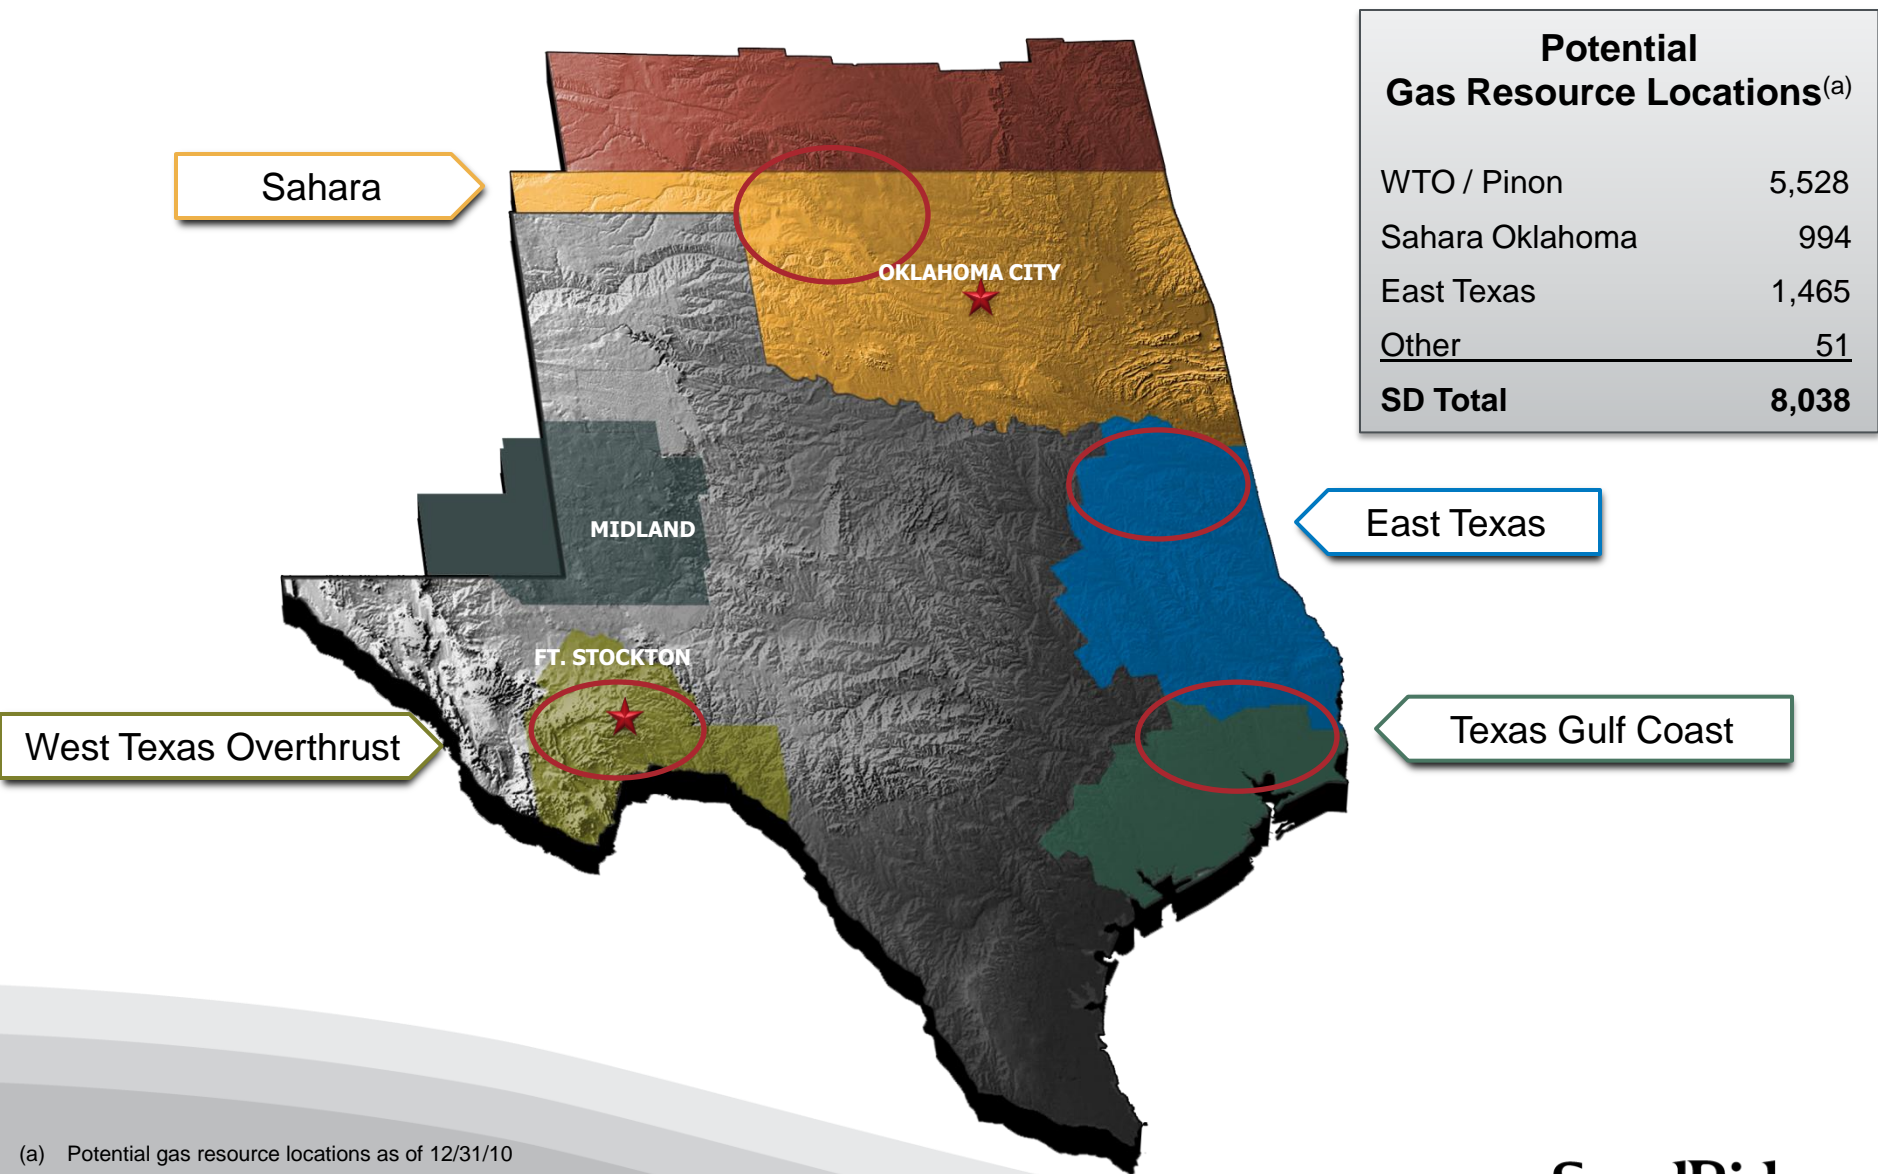 Potential
Gas Resource Locations(a)
WTO / Pinon 5,528
Sahara Oklahoma 994
East Texas 1,465
Other 51
SD Total 8,038
Sahara
OKLAHOMA CITY
East Texas
MIDLAND
FT. STOCKTON
West Texas Overthrust
Texas Gulf Coast
(a) Potential gas resource locations as of 12/31/10